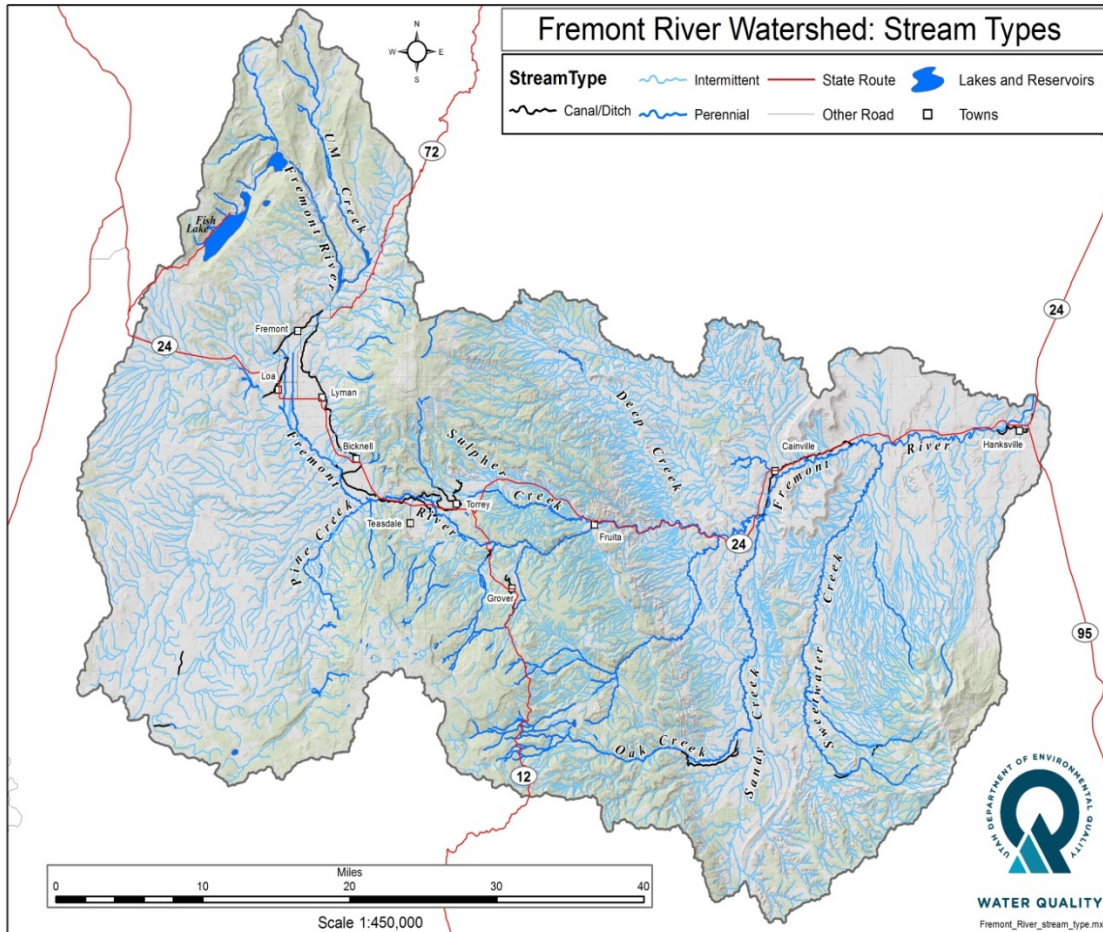 Fremont River Watershed: Stream Types
StreamType
Intermittent
State Route
Lakes and Reservoirs
Canal/Ditch
Perennial
Other Road
Towns
N
W
E
S
72
UM Creek
Fremont River
Fish
Lake
24
24
Fremont
Loa
Lyman
Bicknell
Fremont
River
Sulpher
Creek
Deep Creek
Cainville
Fremont
River
Hanksville
Torrey
Teasdale
Pine Creek
Fruita
24
Grover
95
Sweetwater Creek
Sandy Creek
Oak Creek
12
UTAH DEPARTMENT OF ENVIRONMENTAL QUALITY
WATER QUALITY
Miles
0 10 20 30 40
Scale 1:450,000
Fremont_River_stream_type.mx